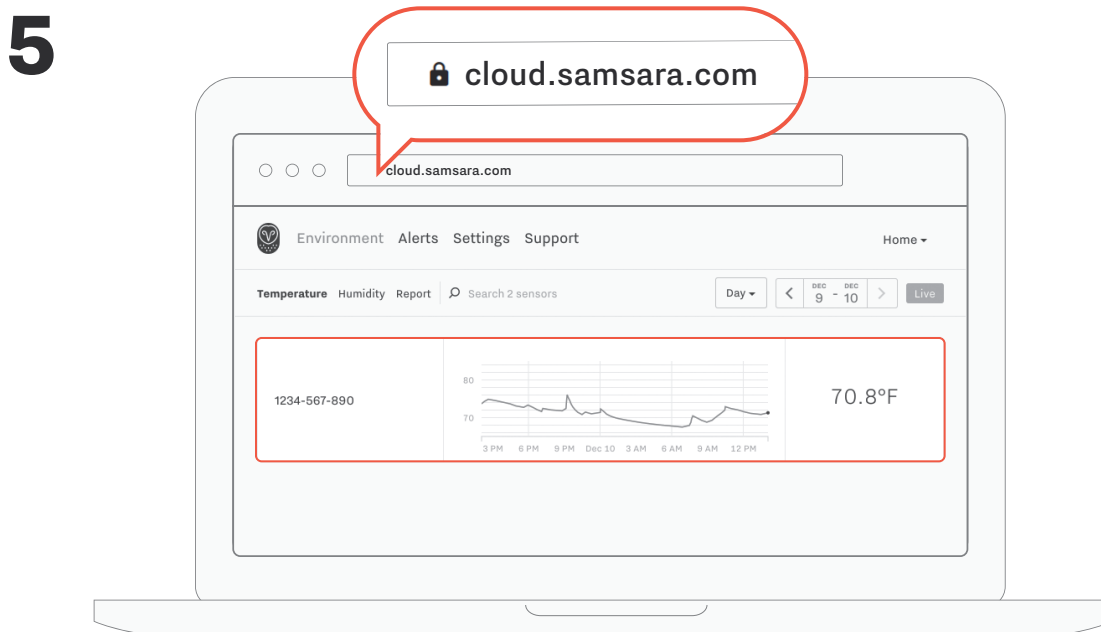 5
cloud.samsara.com
cloud.samsara.com
Environment Alerts Settings Support Home
Temperature Humidity Report Search 2 sensors Day DEC 9 - DEC 10 Live
80
1234-567-890 70.8°F
70
3 PM 6 PM 9 PM Dec 10 3 AM 6 AM 9 AM 12 PM